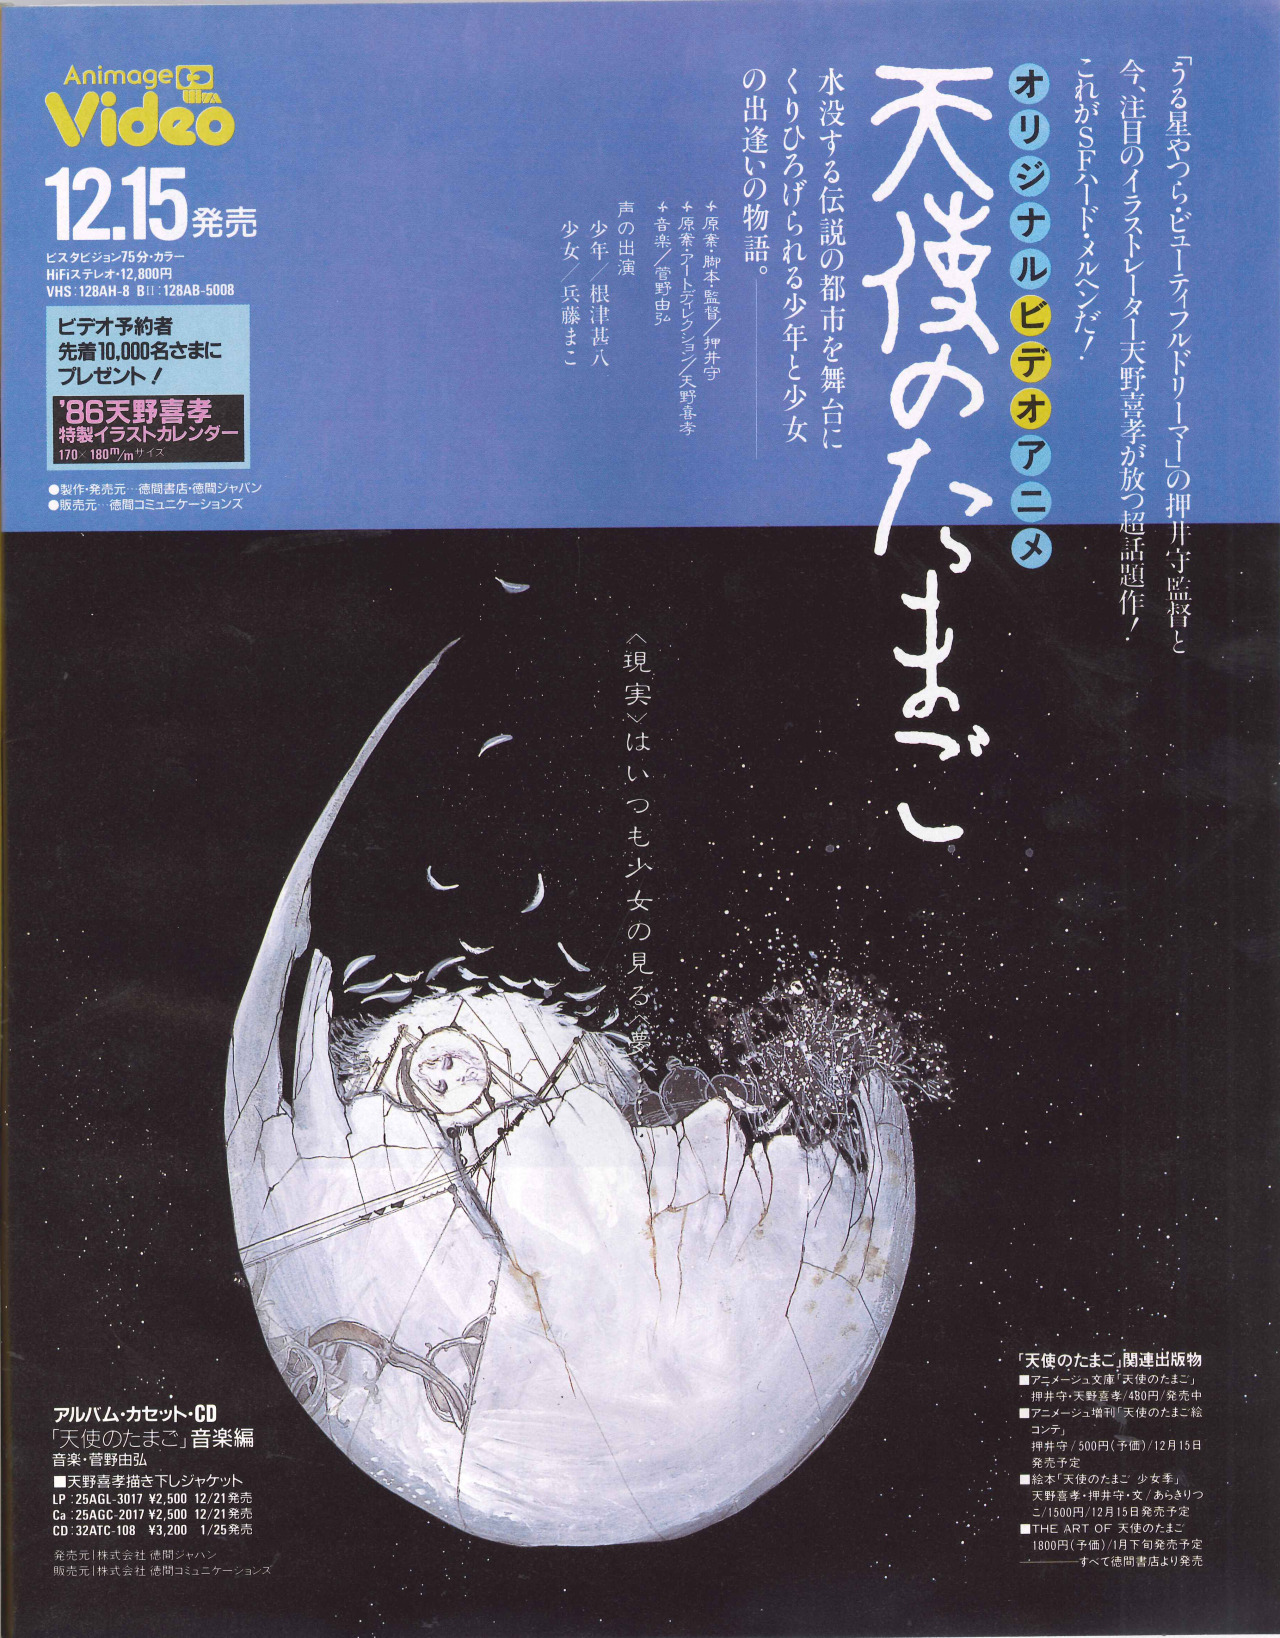 「うる星やつら・ビューティフルドリーマー」の押井守監督と
今、注目のイラストレーター天野喜孝が放つ超話題作!
これがSFハード・メルヘンだ!
オリジナルビデオアニメ
天使のたまご
水没する伝説の都市を舞台に
くりひろげられる少年と少女
の出逢いの物語。
原案・脚本・監督/押井守
原案・アートディレクション/天野喜孝
音楽/菅野由弘
声の出演
少年/根津甚八
少女/兵藤まこ
Animage
Video
12.15発売
ビスタビジョン75分・カラー
HiFiステレオ・12,800円
VHS:128AH-8 BII:128AB-5008
ビデオ予約者
先着10,000名さまに
プレゼント!
'86天野喜孝
特製イラストカレンダー
170×180m/mサイズ
●製作・発売元…徳間書店・徳間ジャパン
●販売元…徳間コミュニケーションズ
〈現実〉はいつも少女の見る〈夢〉
アルバム・カセット・CD
「天使のたまご」音楽編
音楽・菅野由弘
■天野喜孝描き下しジャケット
LP:25AGL-3017 ¥2,500 12/21発売
Ca:25AGC-2017 ¥2,500 12/21発売
CD:32ATC-108 ¥3,200 1/25発売
発売元|株式会社 徳間ジャパン
販売元|株式会社 徳間コミュニケーションズ
「天使のたまご」関連出版物
■アニメージュ文庫「天使のたまご」
押井守・天野喜孝/480円/発売中
■アニメージュ増刊「天使のたまご絵
コンテ」
押井守/500円(予価)/12月15日
発売予定
■絵本「天使のたまご 少女季」
天野喜孝・押井守・文/あらきりつ
こ/1500円/12月15日発売予定
■THE ART OF 天使のたまご
1800円(予価)/1月下旬発売予定
――すべて徳間書店より発売